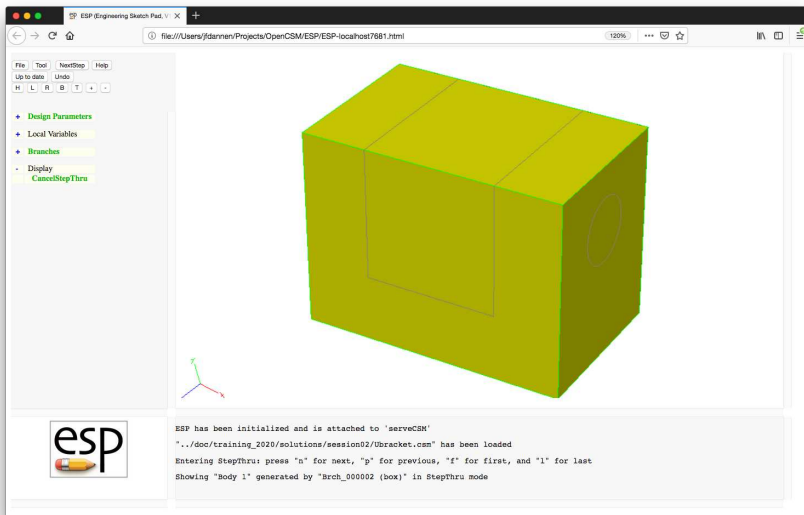 ESP (Engineering Sketch Pad, V
file:///Users/jfdannen/Projects/OpenCSM/ESP/ESP-localhost7681.html
120%
File Tool NextStep Help
Up to date Undo
H L R B T + -
+ Design Parameters
+ Local Variables
+ Branches
- Display
CancelStepThru
Y
X
esp
ESP has been initialized and is attached to 'serveCSM'
"../doc/training_2020/solutions/session02/Ubracket.csm" has been loaded
Entering StepThru: press "n" for next, "p" for previous, "f" for first, and "l" for last
Showing "Body 1" generated by "Brch_000002 (box)" in StepThru mode